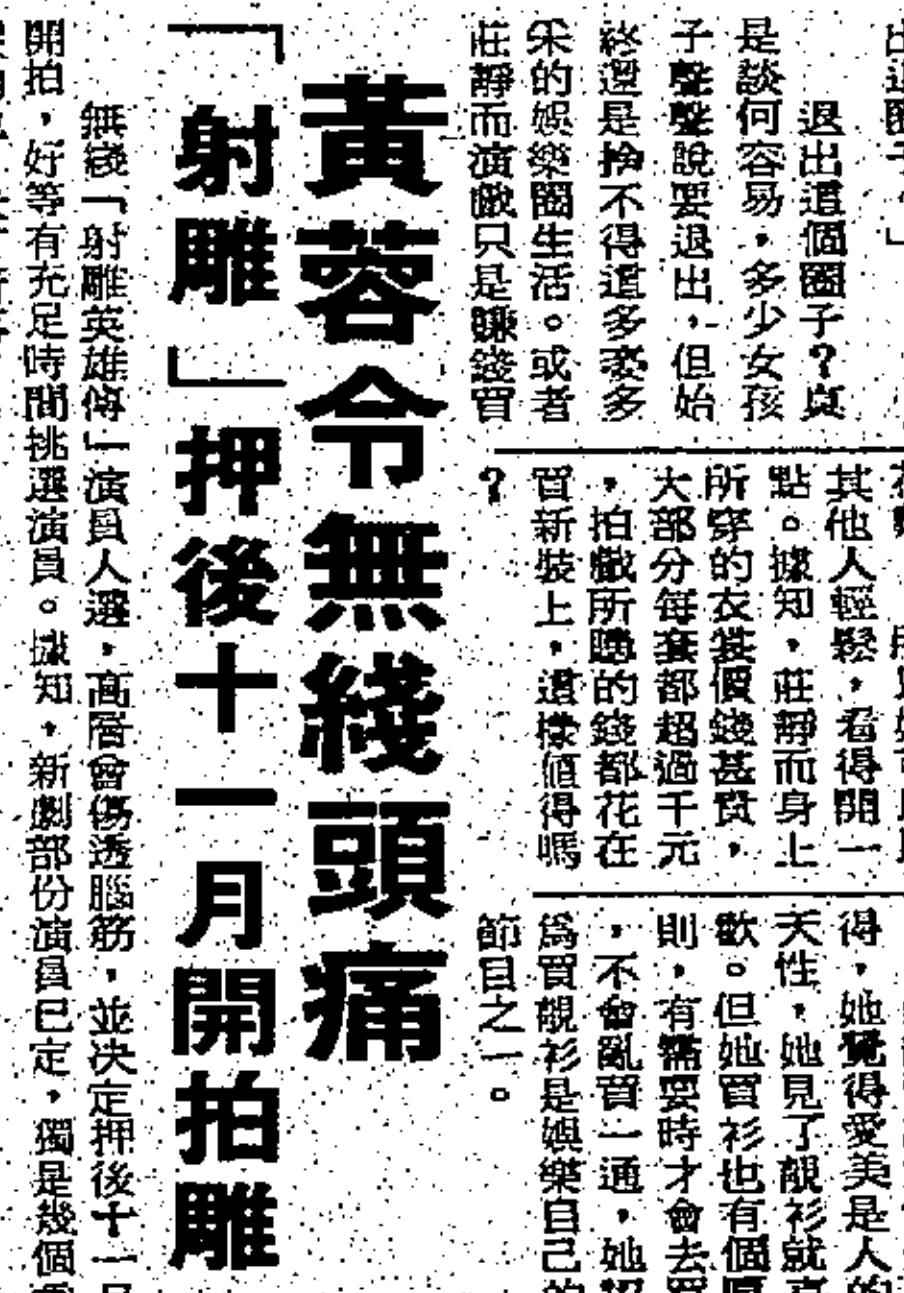 退出這個圈子？真
是談何容易，多少女孩
子聲聲說要退出，但始
終還是捨不得這多姿多
釆的娛樂圈生活。或者
莊靜而演戲只是賺錢買
其他人輕鬆，看得開一
點。據知，莊靜而身上
所穿的衣裝價錢甚貴，
大部分每套都超過千元
，拍戲所賺的錢都花在
買新裝上，這樣値得嗎
？
得，她覺得愛美是人的
天性，她見了靚衫就喜
歡。但她買衫也有個原
則，有需要時才會去買
，不會亂買一通，她認
爲買靚衫是娛樂自己的
節目之一。
黃蓉令無綫頭痛
「射雕」押後十一月開拍雕
無綫「射雕英雄傳」演員人選，高層會傷透腦筋，並決定押後十一月
開拍，好等有充足時間挑選演員。據知，新劇部份演員已定，獨是幾個